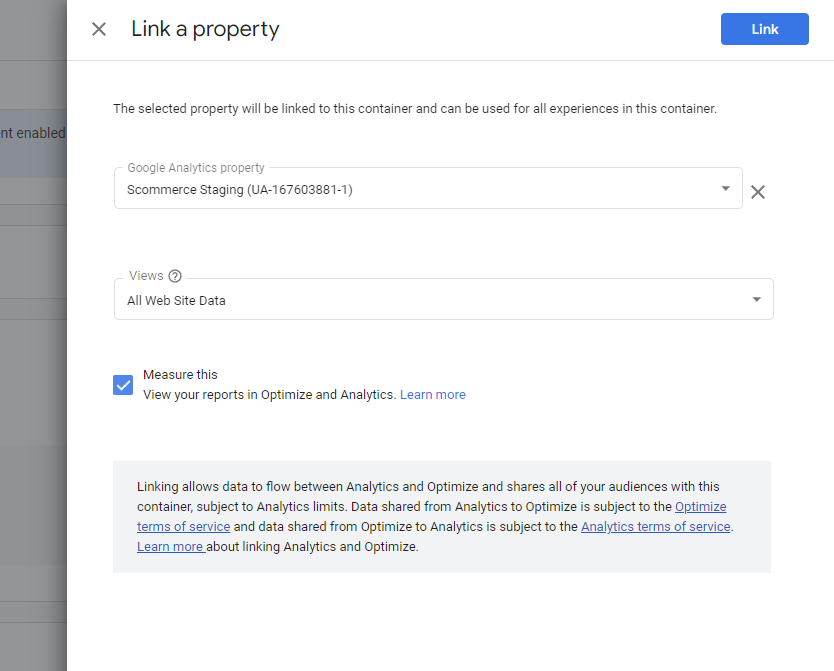 Link a property
Link
The selected property will be linked to this container and can be used for all experiences in this container.
nt enabled
Google Analytics property
Scommerce Staging (UA-167603881-1)
Views
All Web Site Data
Measure this
View your reports in Optimize and Analytics. Learn more
Linking allows data to flow between Analytics and Optimize and shares all of your audiences with this
container, subject to Analytics limits. Data shared from Analytics to Optimize is subject to the Optimize
terms of service and data shared from Optimize to Analytics is subject to the Analytics terms of service.
Learn more about linking Analytics and Optimize.